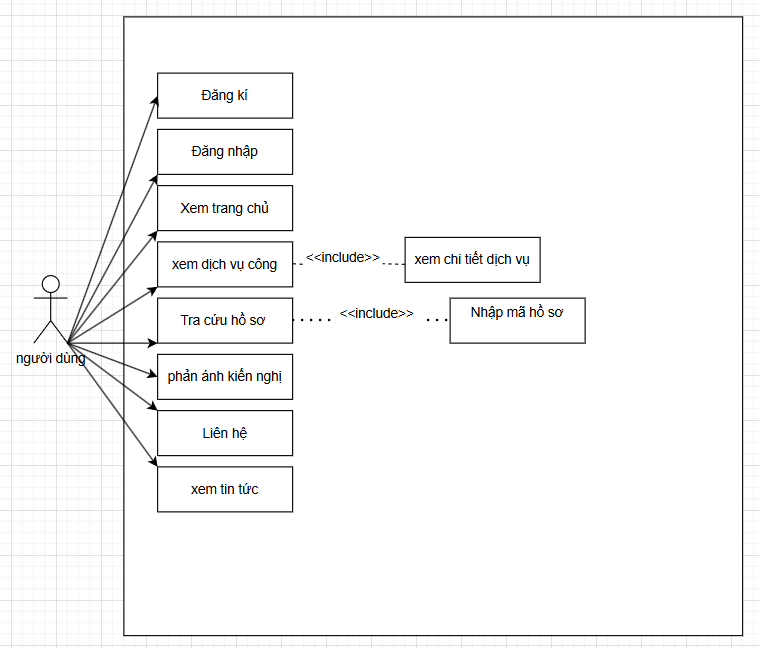 Đăng kí
Đăng nhập
Xem trang chủ
xem dịch vụ công
<<include>>
xem chi tiết dịch vụ
Tra cứu hồ sơ
<<include>>
Nhập mã hồ sơ
người dùng
phản ánh kiến nghị
Liên hệ
xem tin tức